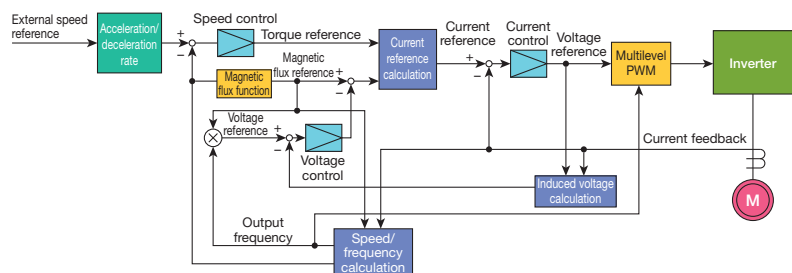 External speed
reference
Acceleration/
deceleration
rate
+
−
Speed control
Torque reference
Magnetic
flux function
Magnetic
flux reference
+
−
Current
reference
calculation
Current
reference
+
−
Current
control
Voltage
reference
Multilevel
PWM
Inverter
Voltage
reference
+
−
Voltage
control
Current feedback
Induced voltage
calculation
M
Output
frequency
Speed/
frequency
calculation